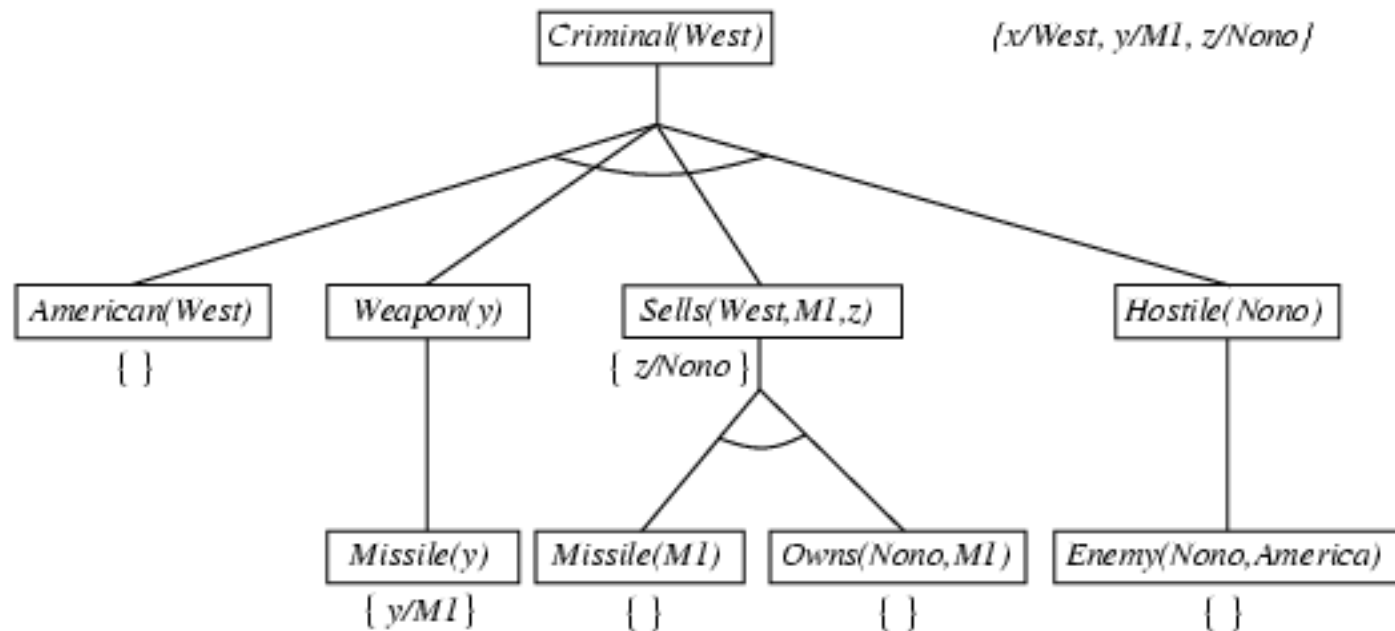 Criminal(West)
{x/West, y/M1, z/Nono}
American(West)
Weapon(y)
Sells(West,M1,z)
Hostile(Nono)
{ }
{ z/Nono }
Missile(y)
Missile(M1)
Owns(Nono,M1)
Enemy(Nono,America)
{ y/M1 }
{ }
{ }
{ }